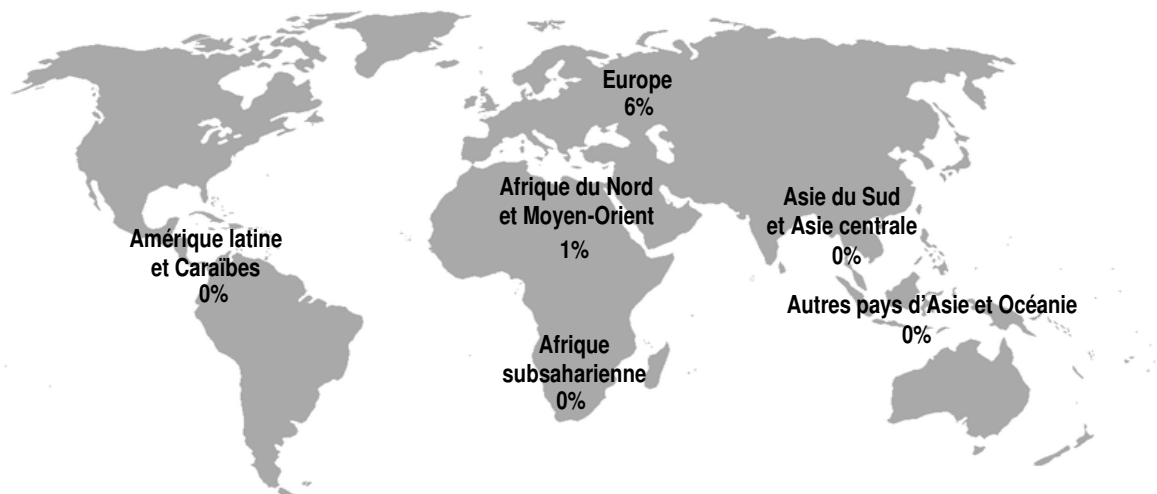 Europe
6%
Afrique du Nord
et Moyen-Orient
1%
Asie du Sud
et Asie centrale
0%
Amérique latine
et Caraïbes
0%
Autres pays d'Asie et Océanie
0%
Afrique
subsaharienne
0%